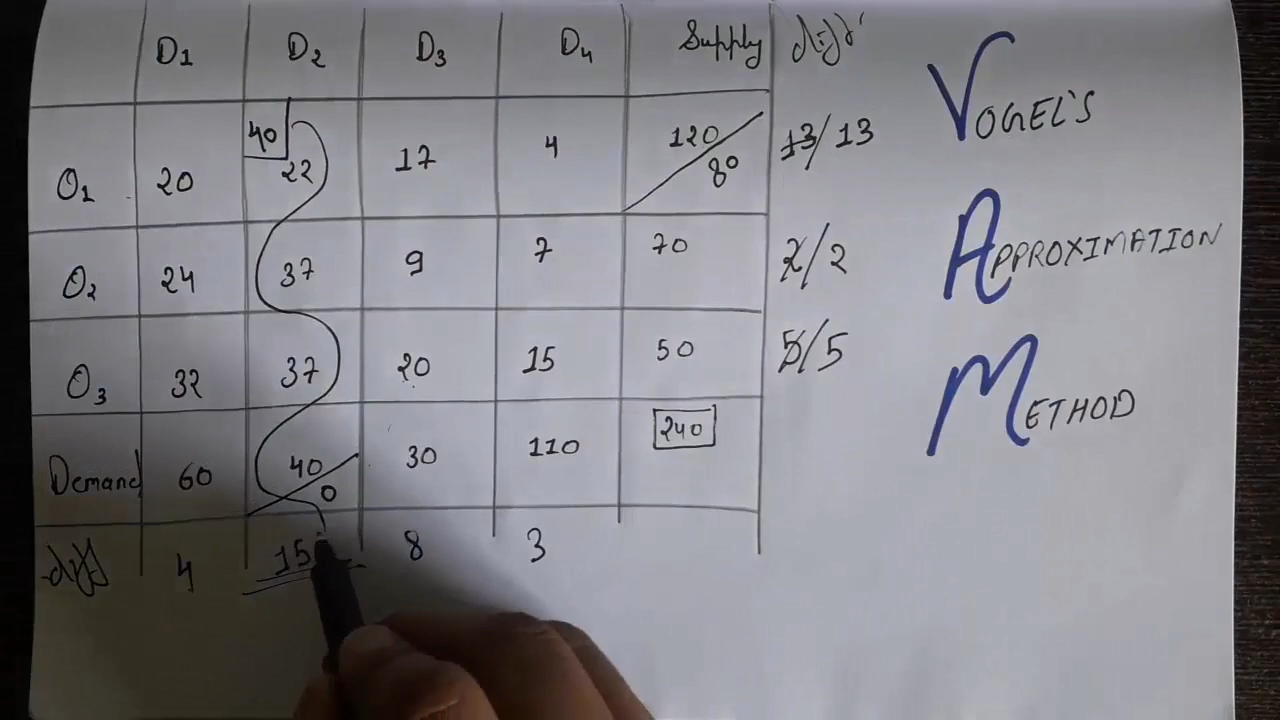 D1 D2 D3 D4 Supply diff
O1 20 40 22 17 4 120 80 13/13
O2 24 37 9 7 70 2/2
O3 32 37 20 15 50 5/5
Demand 60 40 0 30 110 240
diff 4 15 8 3
VOGEL'S
APPROXIMATION
METHOD